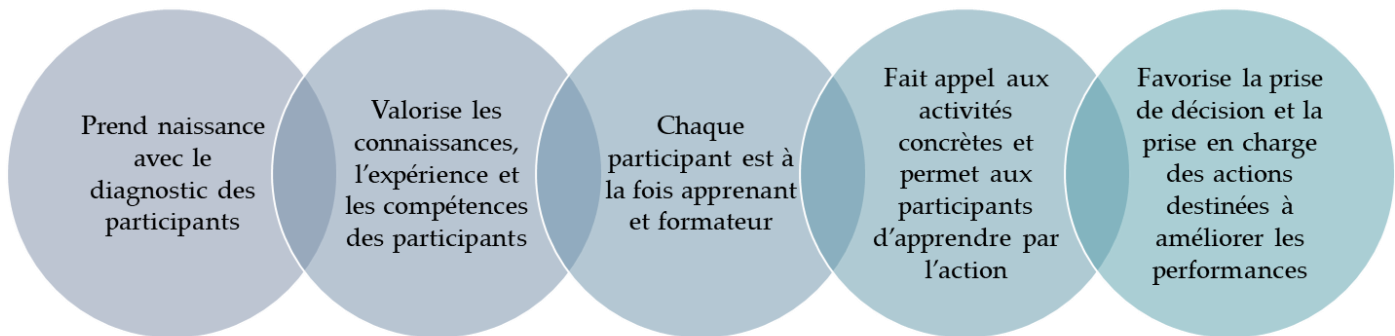 Prend naissance
avec le
diagnostic des
participants
Valorise les
connaissances,
l’expérience et
les compétences
des participants
Chaque
participant est à
la fois apprenant
et formateur
Fait appel aux
activités
concrètes et
permet aux
participants
d’apprendre par
l’action
Favorise la prise
de décision et la
prise en charge
des actions
destinées à
améliorer les
performances